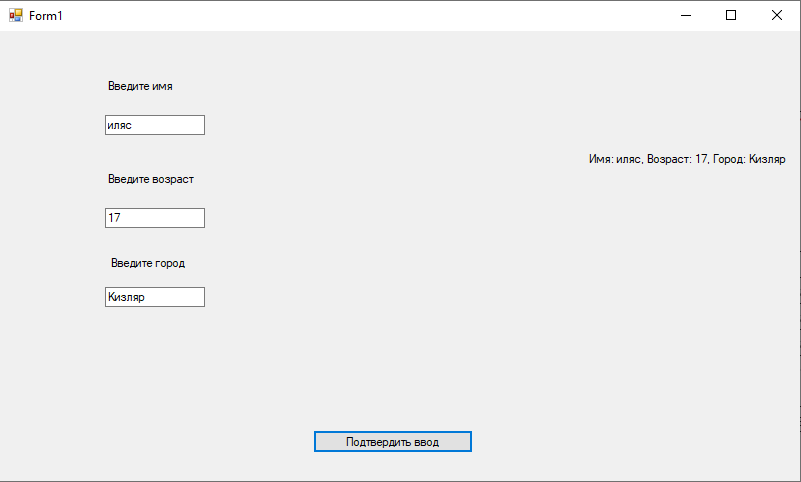 Form1
Введите имя
иляс
Имя: иляс, Возраст: 17, Город: Кизляр
Введите возраст
17
Введите город
Кизляр
Подтвердить ввод